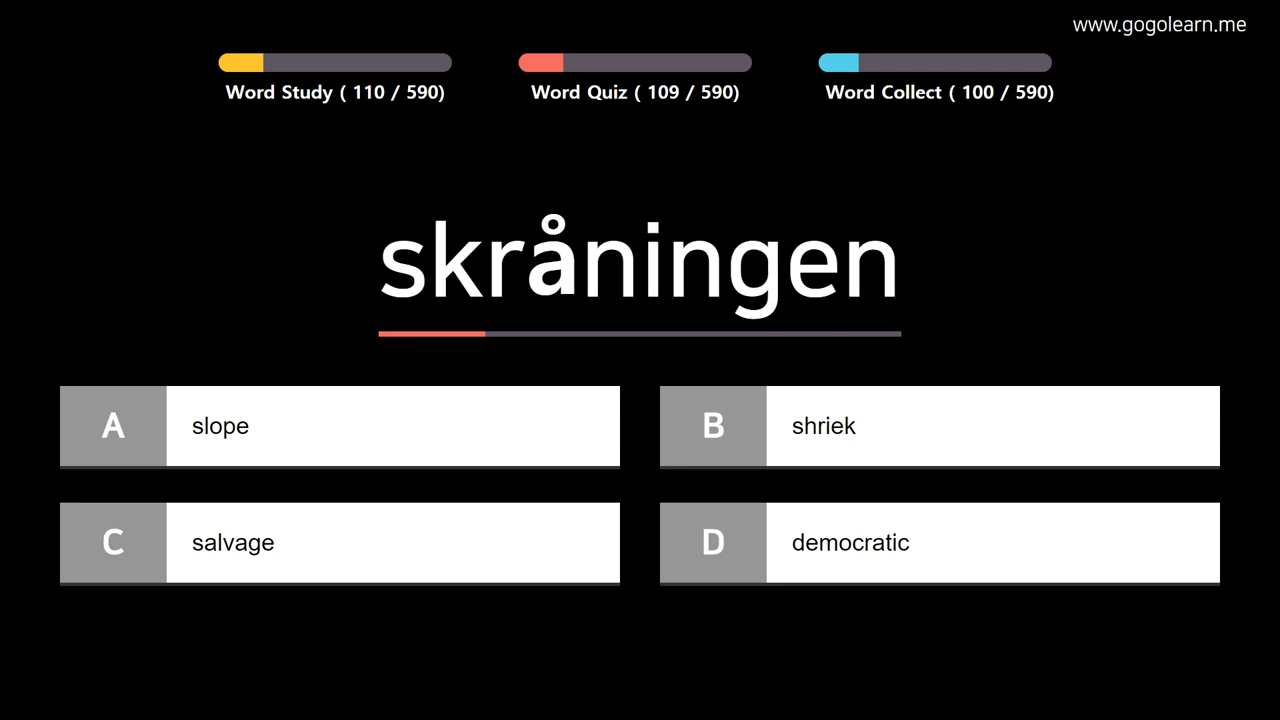 www.gogolearn.me
Word Study ( 110 / 590)
Word Quiz ( 109 / 590)
Word Collect ( 100 / 590)
skråningen
A slope
B shriek
C salvage
D democratic